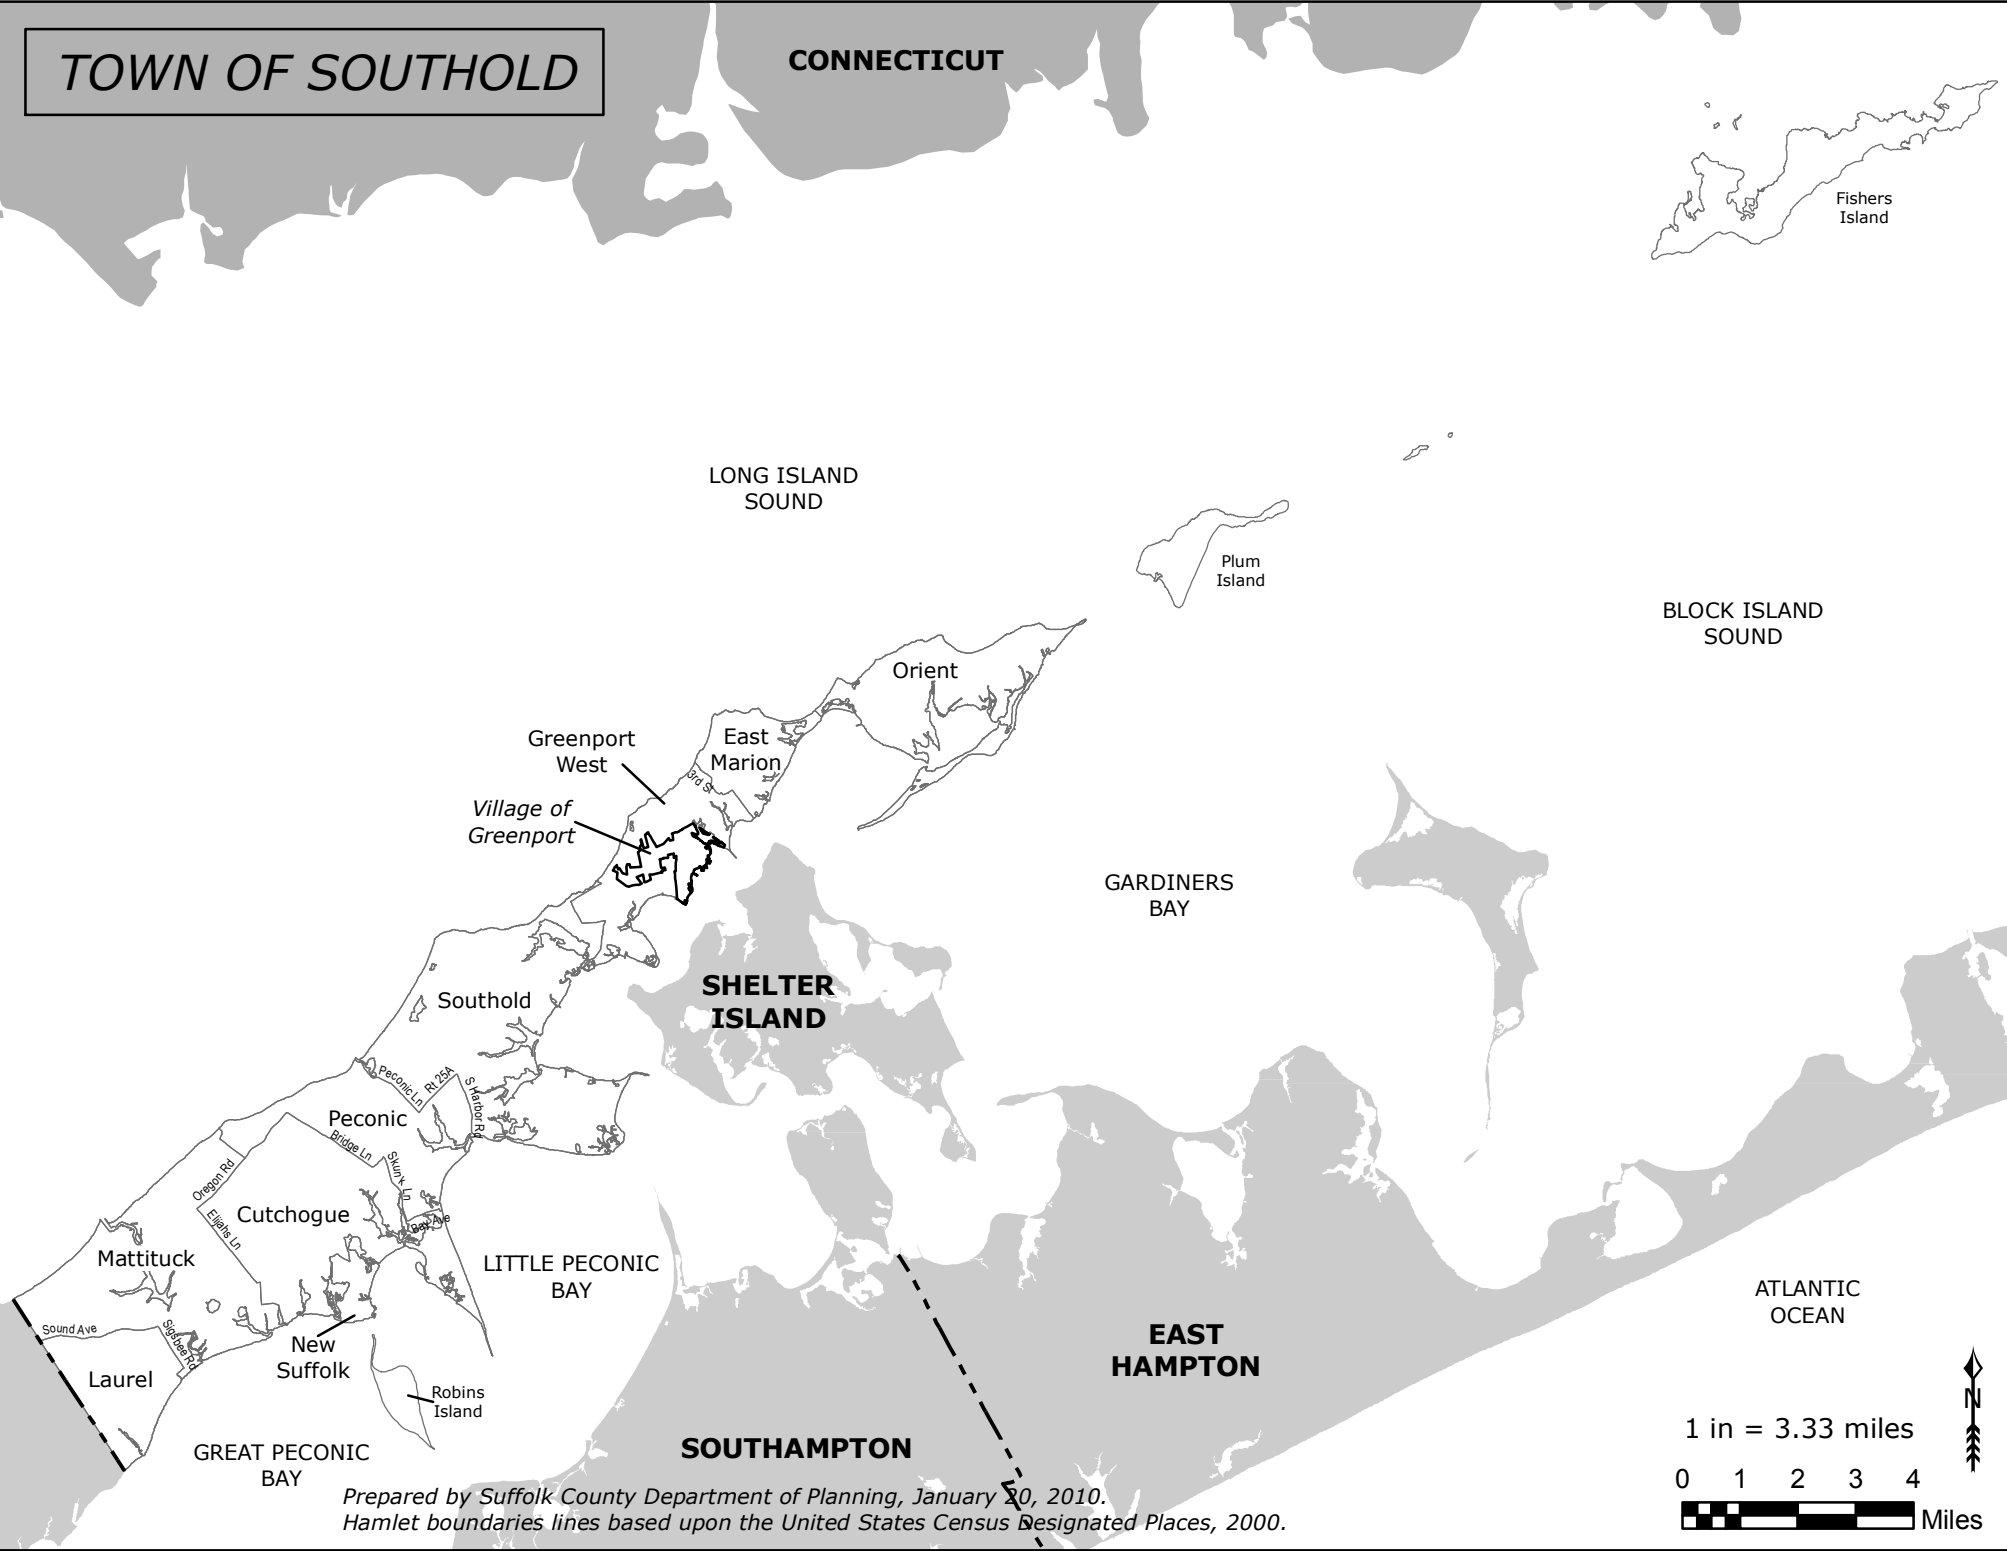 TOWN OF SOUTHOLD
CONNECTICUT
Fishers
Island
LONG ISLAND
SOUND
Plum
Island
BLOCK ISLAND
SOUND
Orient
Greenport
West
East
Marion
3rd St
Village of
Greenport
GARDINERS
BAY
SHELTER
ISLAND
Southold
Peconic Ln
Rt 25A
S Harbor Rd
Peconic
Bridge Ln
Skunk Ln
Oregon Rd
Elijahs Ln
Cutchogue
Bay Ave
Mattituck
LITTLE PECONIC
BAY
ATLANTIC
OCEAN
Sound Ave
Sigsbee Rd
New
Suffolk
EAST
HAMPTON
Laurel
Robins
Island
N
GREAT PECONIC
BAY
SOUTHAMPTON
1 in = 3.33 miles
0 1 2 3 4
Miles
Prepared by Suffolk County Department of Planning, January 20, 2010.
Hamlet boundaries lines based upon the United States Census Designated Places, 2000.